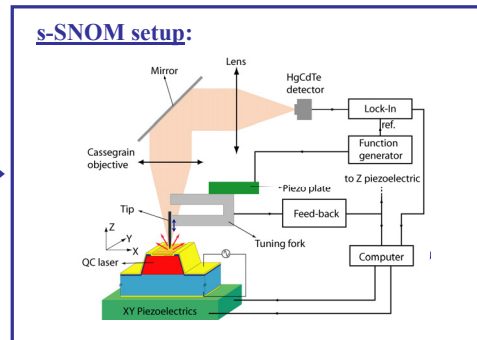 s-SNOM setup:
Lens
Mirror
HgCdTe
detector
Lock-In
ref.
Function
generator
Cassegrain
objective
to Z piezoelectric
Piezo plate
Tip
Feed-back
Z
Y
X
Tuning fork
Computer
QC laser
XY Piezoelectrics